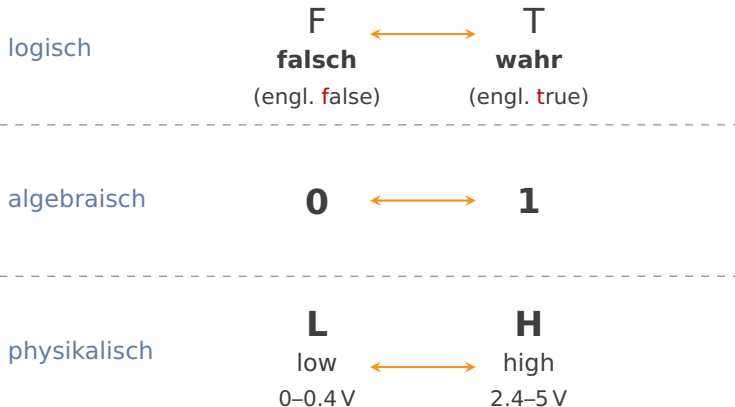 logisch
F T
falsch wahr
(engl. false) (engl. true)
algebraisch
0 1
physikalisch
L H
low high
0–0.4 V 2.4–5 V